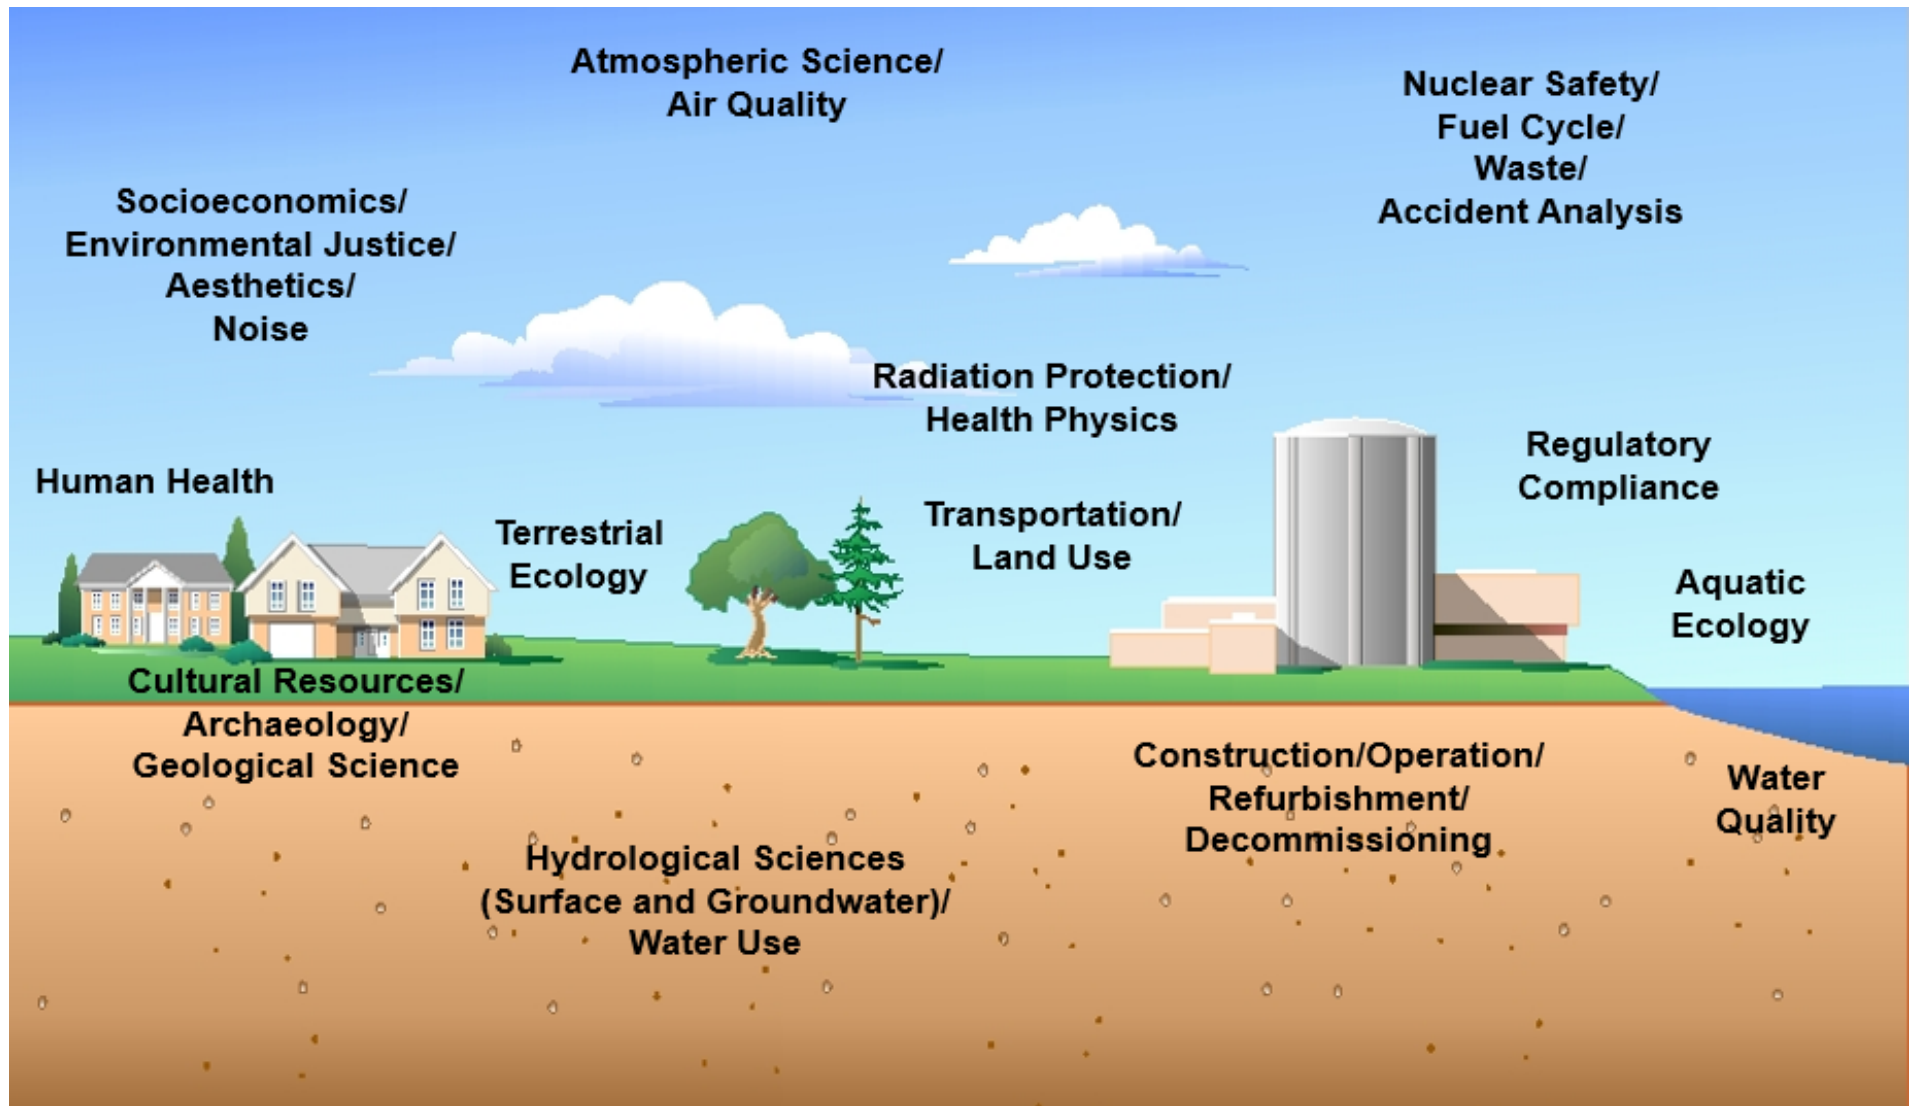 Atmospheric Science/
Air Quality
Nuclear Safety/
Fuel Cycle/
Waste/
Accident Analysis
Socioeconomics/
Environmental Justice/
Aesthetics/
Noise
Radiation Protection/
Health Physics
Regulatory
Compliance
Human Health
Terrestrial
Ecology
Transportation/
Land Use
Aquatic
Ecology
Cultural Resources/
Archaeology/
Geological Science
Construction/Operation/
Refurbishment/
Decommissioning
Water
Quality
Hydrological Sciences
(Surface and Groundwater)/
Water Use